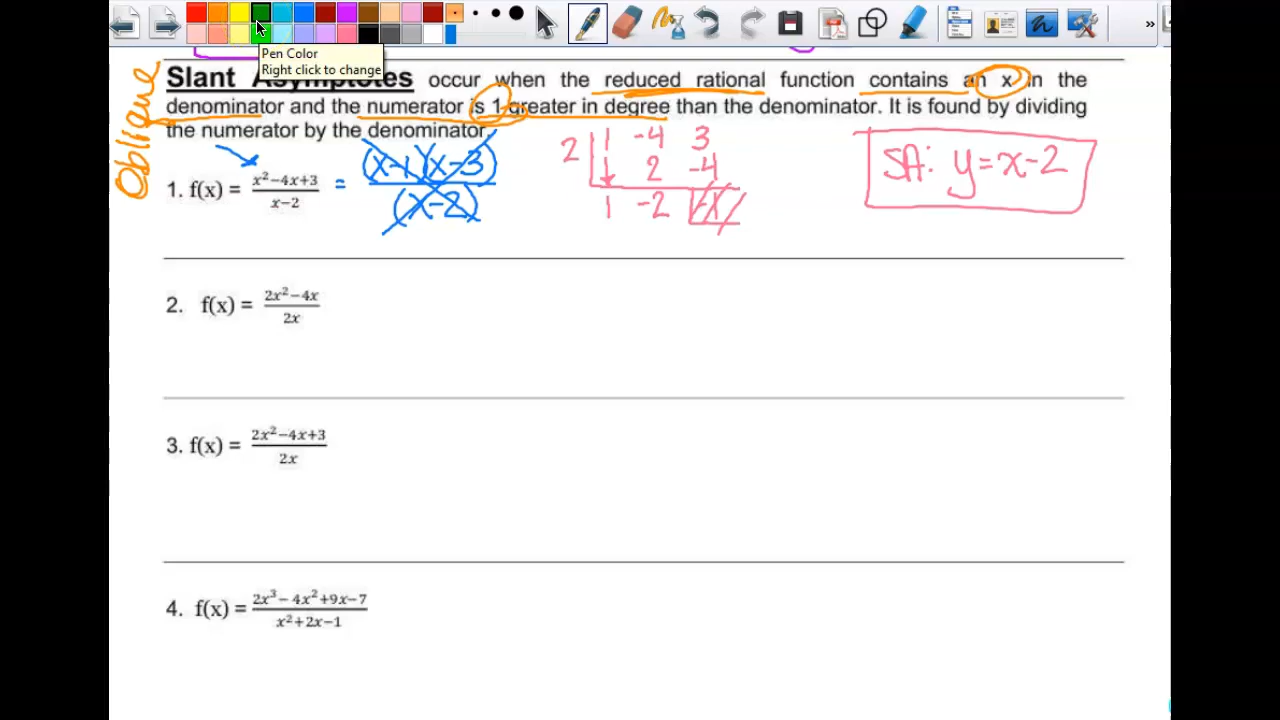 Pen Color
Right click to change
Oblique
Slant Asymptotes occur when the reduced rational function contains an x in the
denominator and the numerator is 1 greater in degree than the denominator. It is found by dividing
the numerator by the denominator.
1. f(x) = x²−4x+3 / x−2 = (x-1)(x-3) / (x-2)
2 | 1 -4 3
2 -4
1 -2 -1
SA: y=x-2
2. f(x) = 2x²−4x / 2x
3. f(x) = 2x²−4x+3 / 2x
4. f(x) = 2x³−4x²+9x−7 / x²+2x−1